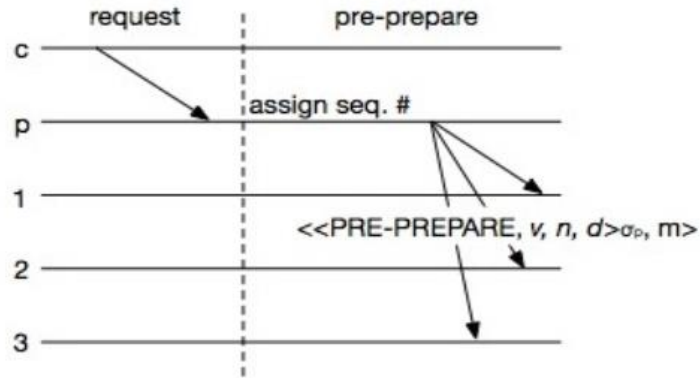 request pre-prepare
c
assign seq. #
p
1
<<PRE-PREPARE, v, n, d>σₚ, m>
2
3